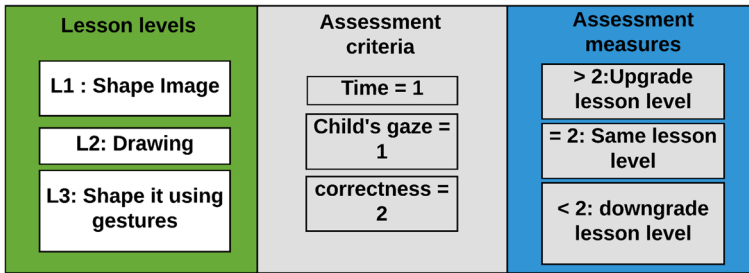 Lesson levels
L1 : Shape Image
L2: Drawing
L3: Shape it using
gestures
Assessment
criteria
Time = 1
Child's gaze =
1
correctness =
2
Assessment
measures
> 2:Upgrade
lesson level
= 2: Same lesson
level
< 2: downgrade
lesson level